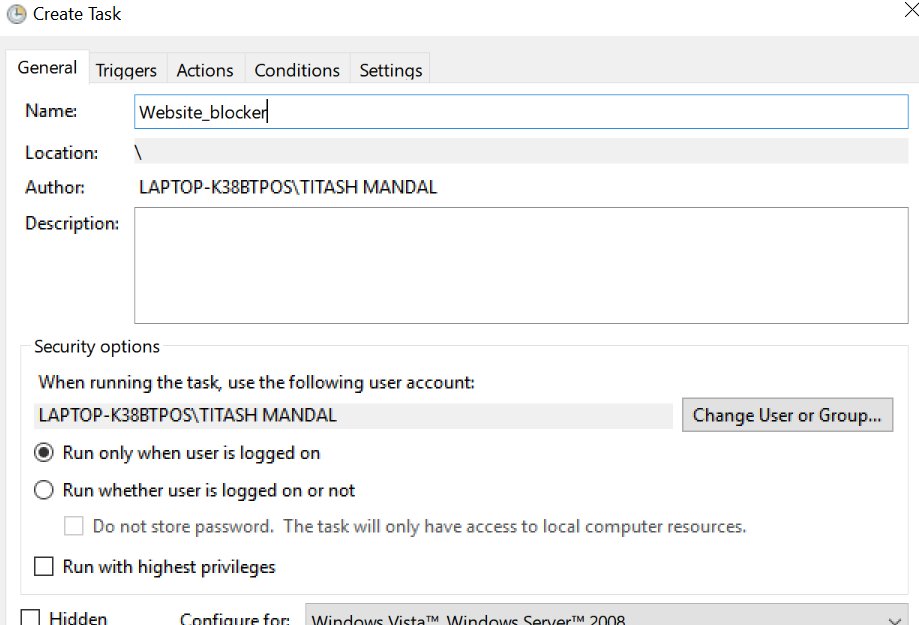 Create Task
General Triggers Actions Conditions Settings
Name: Website_blocker
Location: \
Author: LAPTOP-K38BTPOS\TITASH MANDAL
Description:
Security options
When running the task, use the following user account:
LAPTOP-K38BTPOS\TITASH MANDAL Change User or Group...
Run only when user is logged on
Run whether user is logged on or not
Do not store password. The task will only have access to local computer resources.
Run with highest privileges
Hidden Configure for: Windows Vista™, Windows Server™ 2008